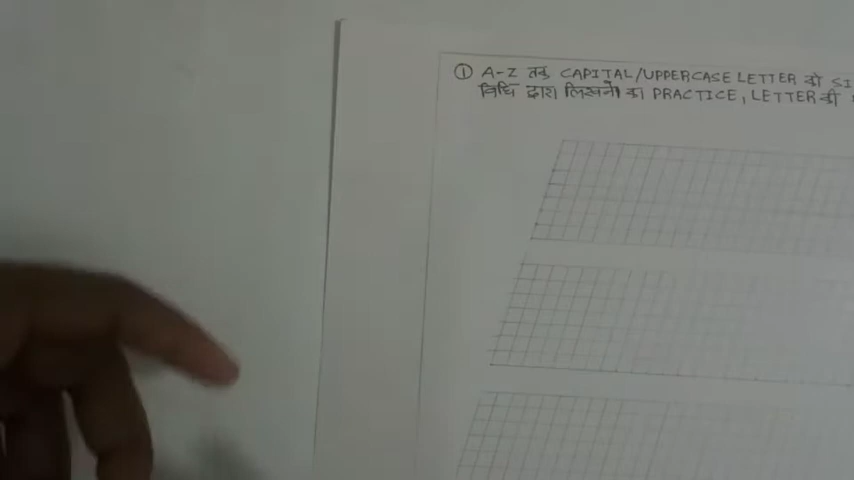 ① A-Z तक CAPITAL/UPPERCASE LETTER को
विधि द्वारा लिखने का PRACTICE, LETTER की